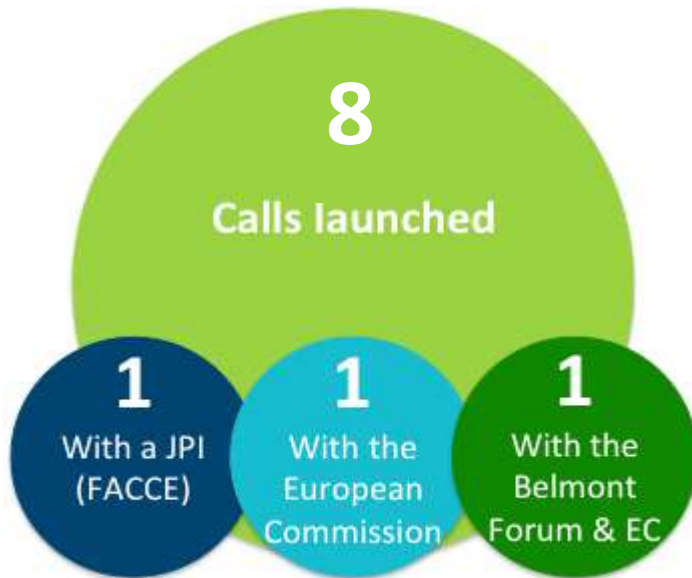 8
Calls launched
1
With a JPI
(FACCE)
1
With the
European
Commission
1
With the
Belmont
Forum & EC